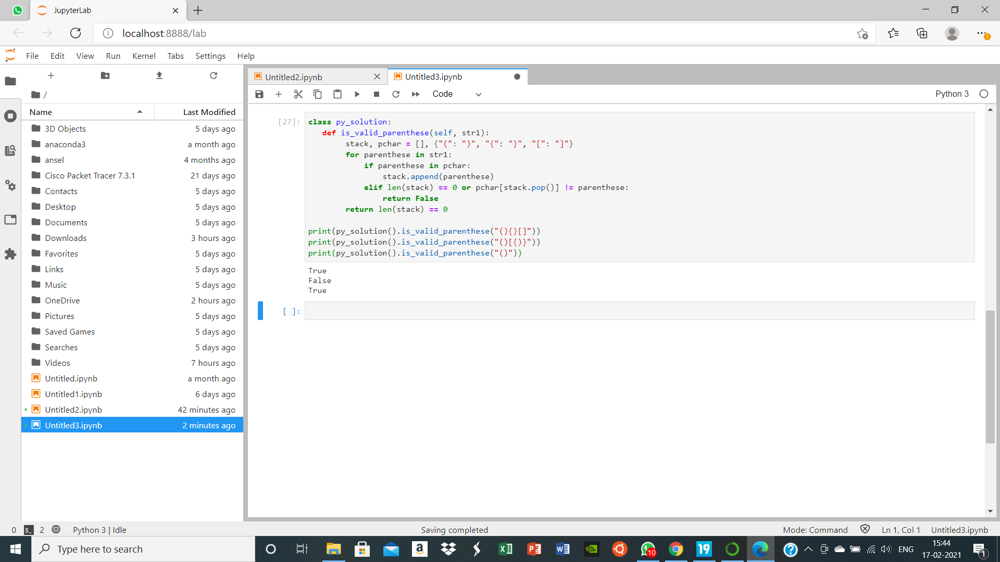 JupyterLab
localhost:8888/lab
File Edit View Run Kernel Tabs Settings Help
/
Name Last Modified
3D Objects 5 days ago
anaconda3 a month ago
ansel 4 months ago
Cisco Packet Tracer 7.3.1 21 days ago
Contacts 5 days ago
Desktop 5 days ago
Documents 5 days ago
Downloads 3 hours ago
Favorites 5 days ago
Links 5 days ago
Music 5 days ago
OneDrive 2 hours ago
Pictures 5 days ago
Saved Games 5 days ago
Searches 5 days ago
Videos 7 hours ago
Untitled.ipynb a month ago
Untitled1.ipynb 6 days ago
Untitled2.ipynb 42 minutes ago
Untitled3.ipynb 2 minutes ago
Untitled2.ipynb Untitled3.ipynb
Code Python 3
[27]: class py_solution:
def is_valid_parenthese(self, str1):
stack, pchar = [], {"(": ")", "{": "}", "[": "]"}
for parenthese in str1:
if parenthese in pchar:
stack.append(parenthese)
elif len(stack) == 0 or pchar[stack.pop()] != parenthese:
return False
return len(stack) == 0
print(py_solution().is_valid_parenthese("(){}[]"))
print(py_solution().is_valid_parenthese("()[{)}"))
print(py_solution().is_valid_parenthese("()"))
True
False
True
[ ]:
0 $_ 2 Python 3 | Idle Saving completed Mode: Command Ln 1, Col 1 Untitled3.ipynb
Type here to search
a
10
19
ENG
15:44
17-02-2021
1